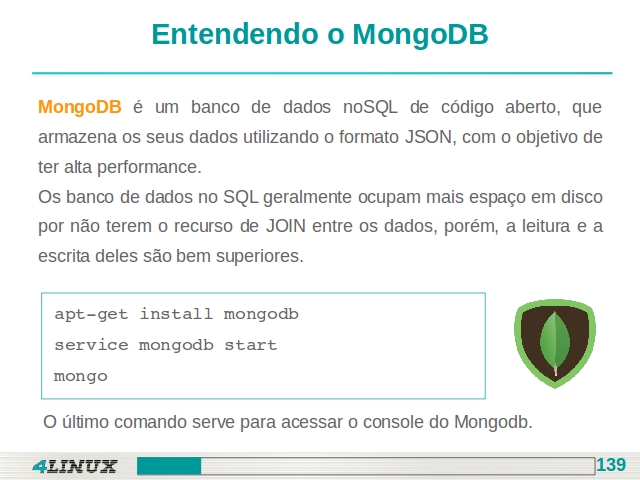 Entendendo o MongoDB
MongoDB é um banco de dados noSQL de código aberto, que
armazena os seus dados utilizando o formato JSON, com o objetivo de
ter alta performance.
Os banco de dados no SQL geralmente ocupam mais espaço em disco
por não terem o recurso de JOIN entre os dados, porém, a leitura e a
escrita deles são bem superiores.
apt-get install mongodb
service mongodb start
mongo
O último comando serve para acessar o console do Mongodb.
4LINUX
139